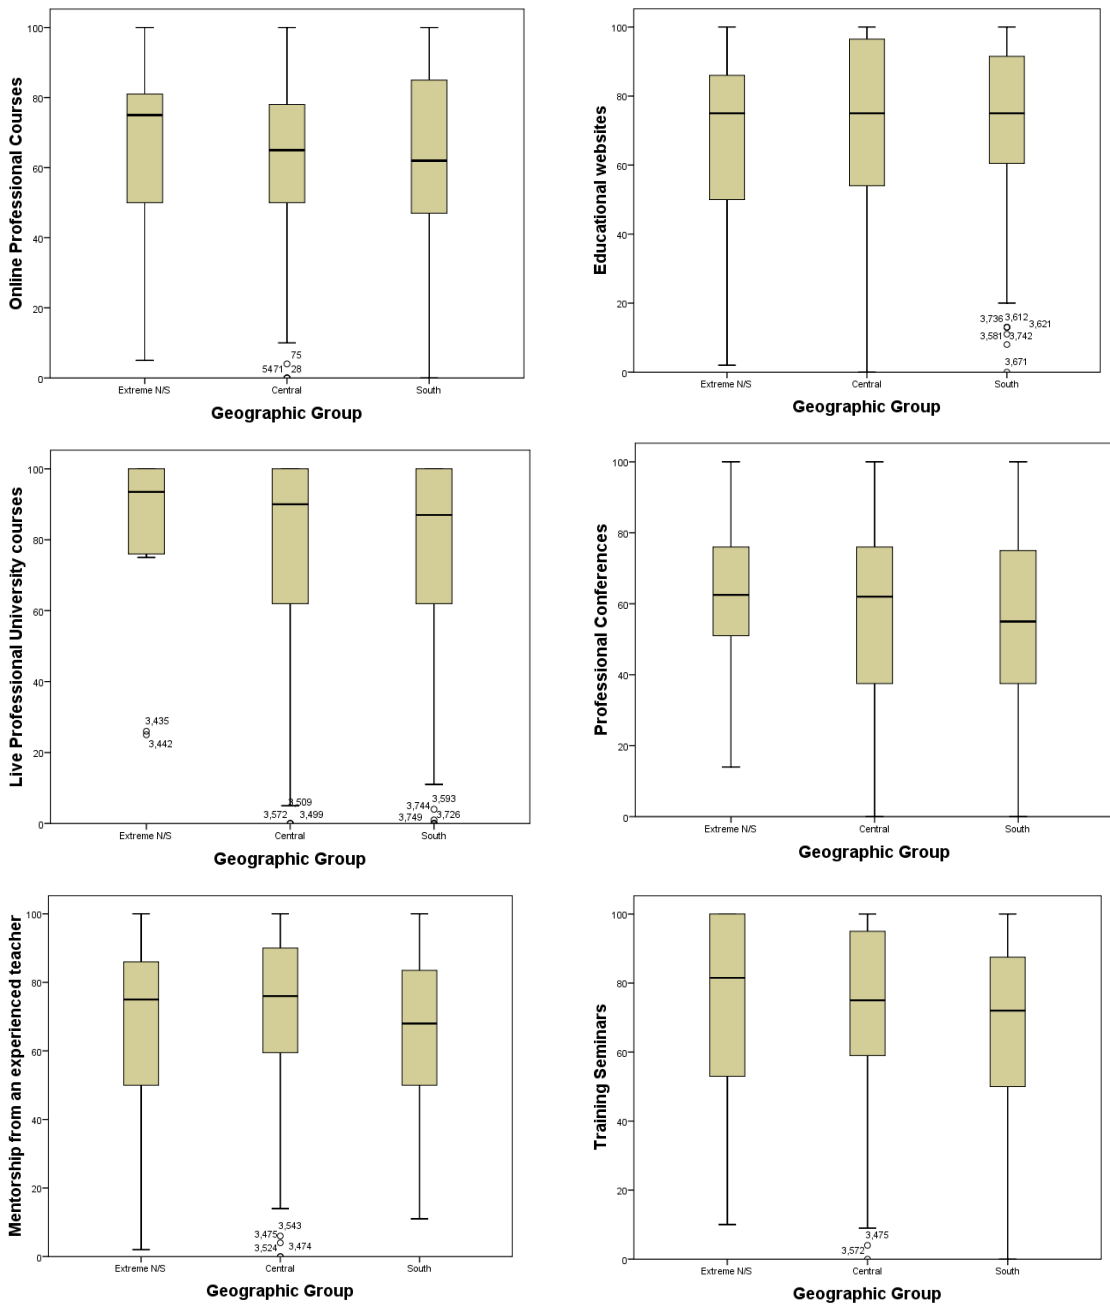 Online Professional Courses
100
80
60
40
20
0
75
5471 28
Extreme N/S Central South
Geographic Group
Educational websites
100
80
60
40
20
0
3,736 3,612 3,621
3,581 3,742
3,671
Extreme N/S Central South
Geographic Group
Live Professional University courses
100
80
60
40
20
0
3,435
3,442
3,509
3,572 3,499
3,593
3,744
3,749 3,726
Extreme N/S Central South
Geographic Group
Professional Conferences
100
80
60
40
20
0
Extreme N/S Central South
Geographic Group
Mentorship from an experienced teacher
100
80
60
40
20
0
3,543
3,475
3,524 3,474
Extreme N/S Central South
Geographic Group
Training Seminars
100
80
60
40
20
0
3,475
3,572
Extreme N/S Central South
Geographic Group